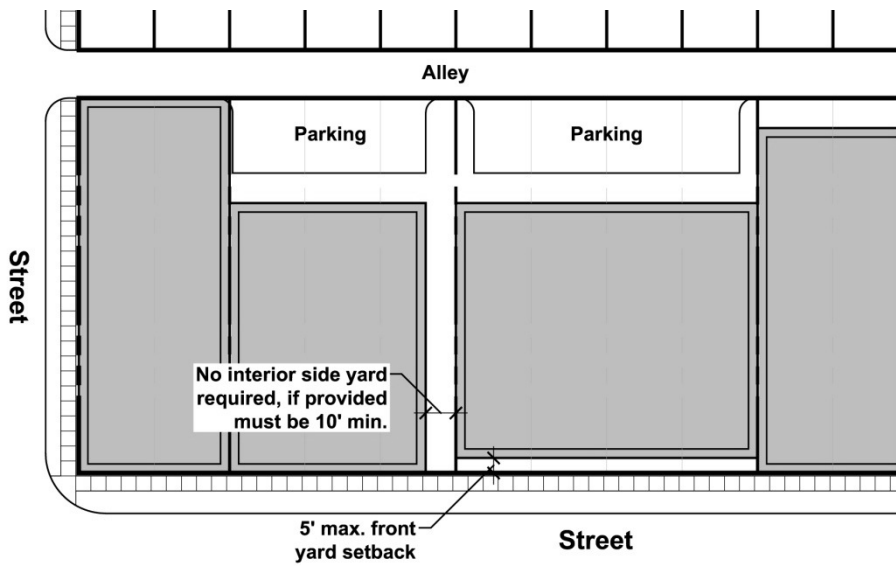 Alley
Parking
Parking
Street
No interior side yard
required, if provided
must be 10' min.
5' max. front
yard setback
Street